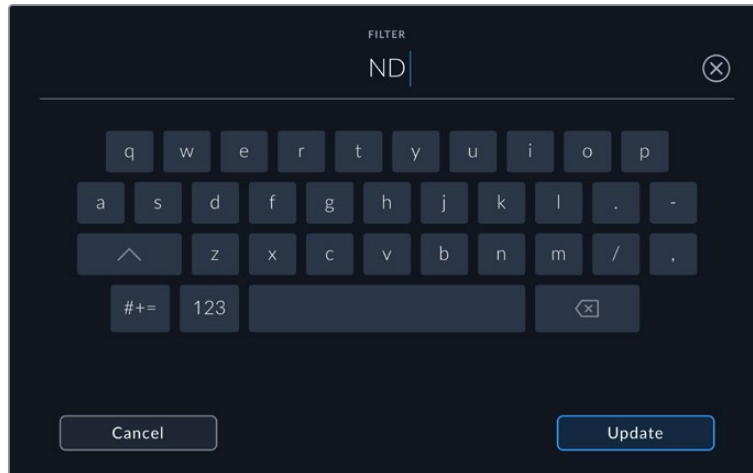 FILTER
ND
q w e r t y u i o p
a s d f g h j k l . -
z x c v b n m / ,
#+= 123
Cancel Update